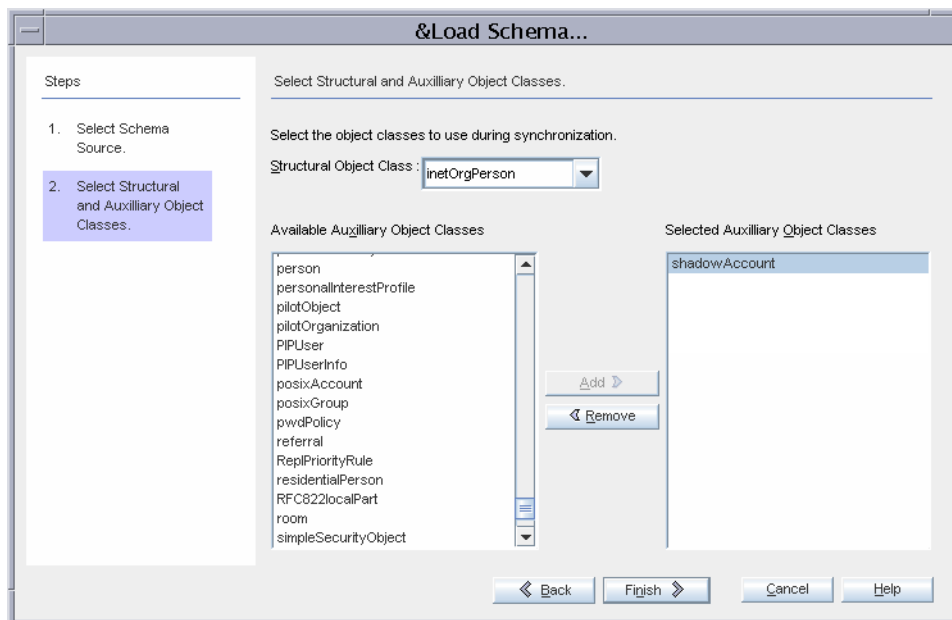 &Load Schema...
Steps
1. Select Schema
Source.
2. Select Structural
and Auxilliary Object
Classes.
Select Structural and Auxilliary Object Classes.
Select the object classes to use during synchronization.
Structural Object Class :
inetOrgPerson
Available Auxilliary Object Classes
person
personalInterestProfile
pilotObject
pilotOrganization
PIPUser
PIPUserInfo
posixAccount
posixGroup
pwdPolicy
referral
ReplPriorityRule
residentialPerson
RFC822localPart
room
simpleSecurityObject
Add
Remove
Selected Auxilliary Object Classes
shadowAccount
Back
Finish
Cancel
Help